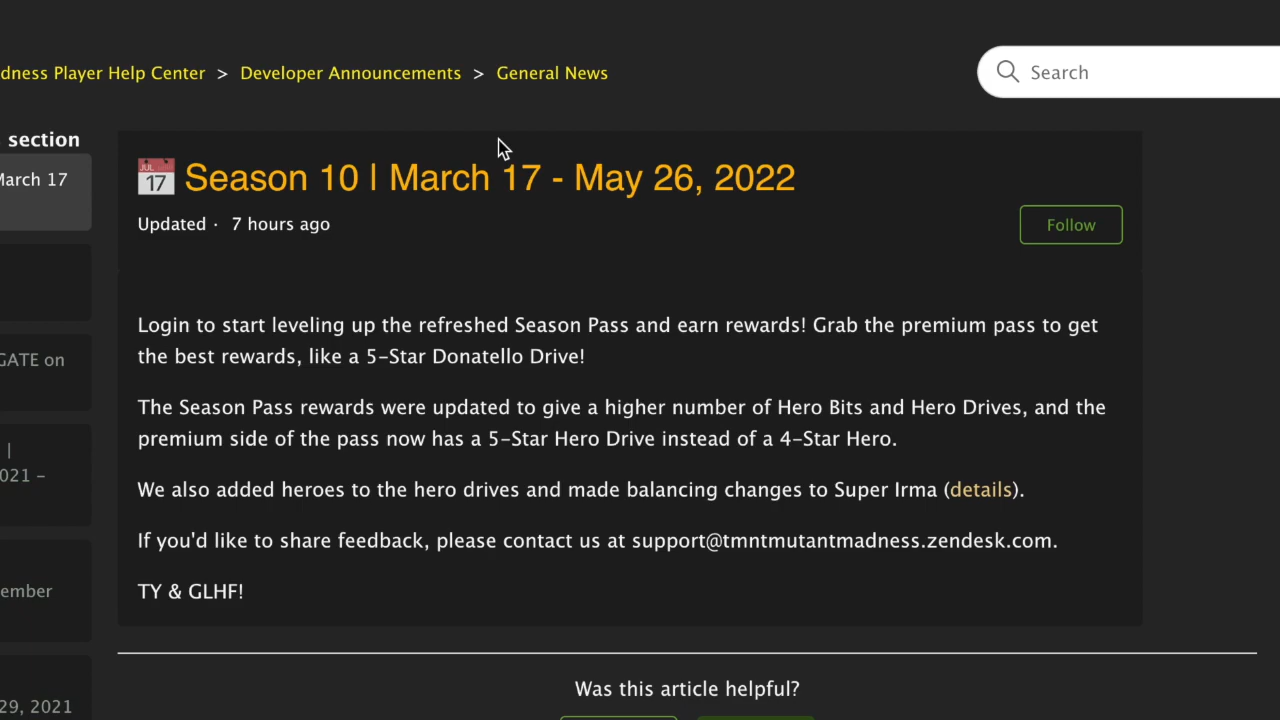 dness Player Help Center > Developer Announcements > General News
Search
section
March 17
JUL 17 Season 10 | March 17 - May 26, 2022
Updated · 7 hours ago
Follow
Login to start leveling up the refreshed Season Pass and earn rewards! Grab the premium pass to get
the best rewards, like a 5-Star Donatello Drive!
GATE on
The Season Pass rewards were updated to give a higher number of Hero Bits and Hero Drives, and the
premium side of the pass now has a 5-Star Hero Drive instead of a 4-Star Hero.
|
021 –
We also added heroes to the hero drives and made balancing changes to Super Irma (details).
If you'd like to share feedback, please contact us at support@tmntmutantmadness.zendesk.com.
ember
TY & GLHF!
Was this article helpful?
29, 2021